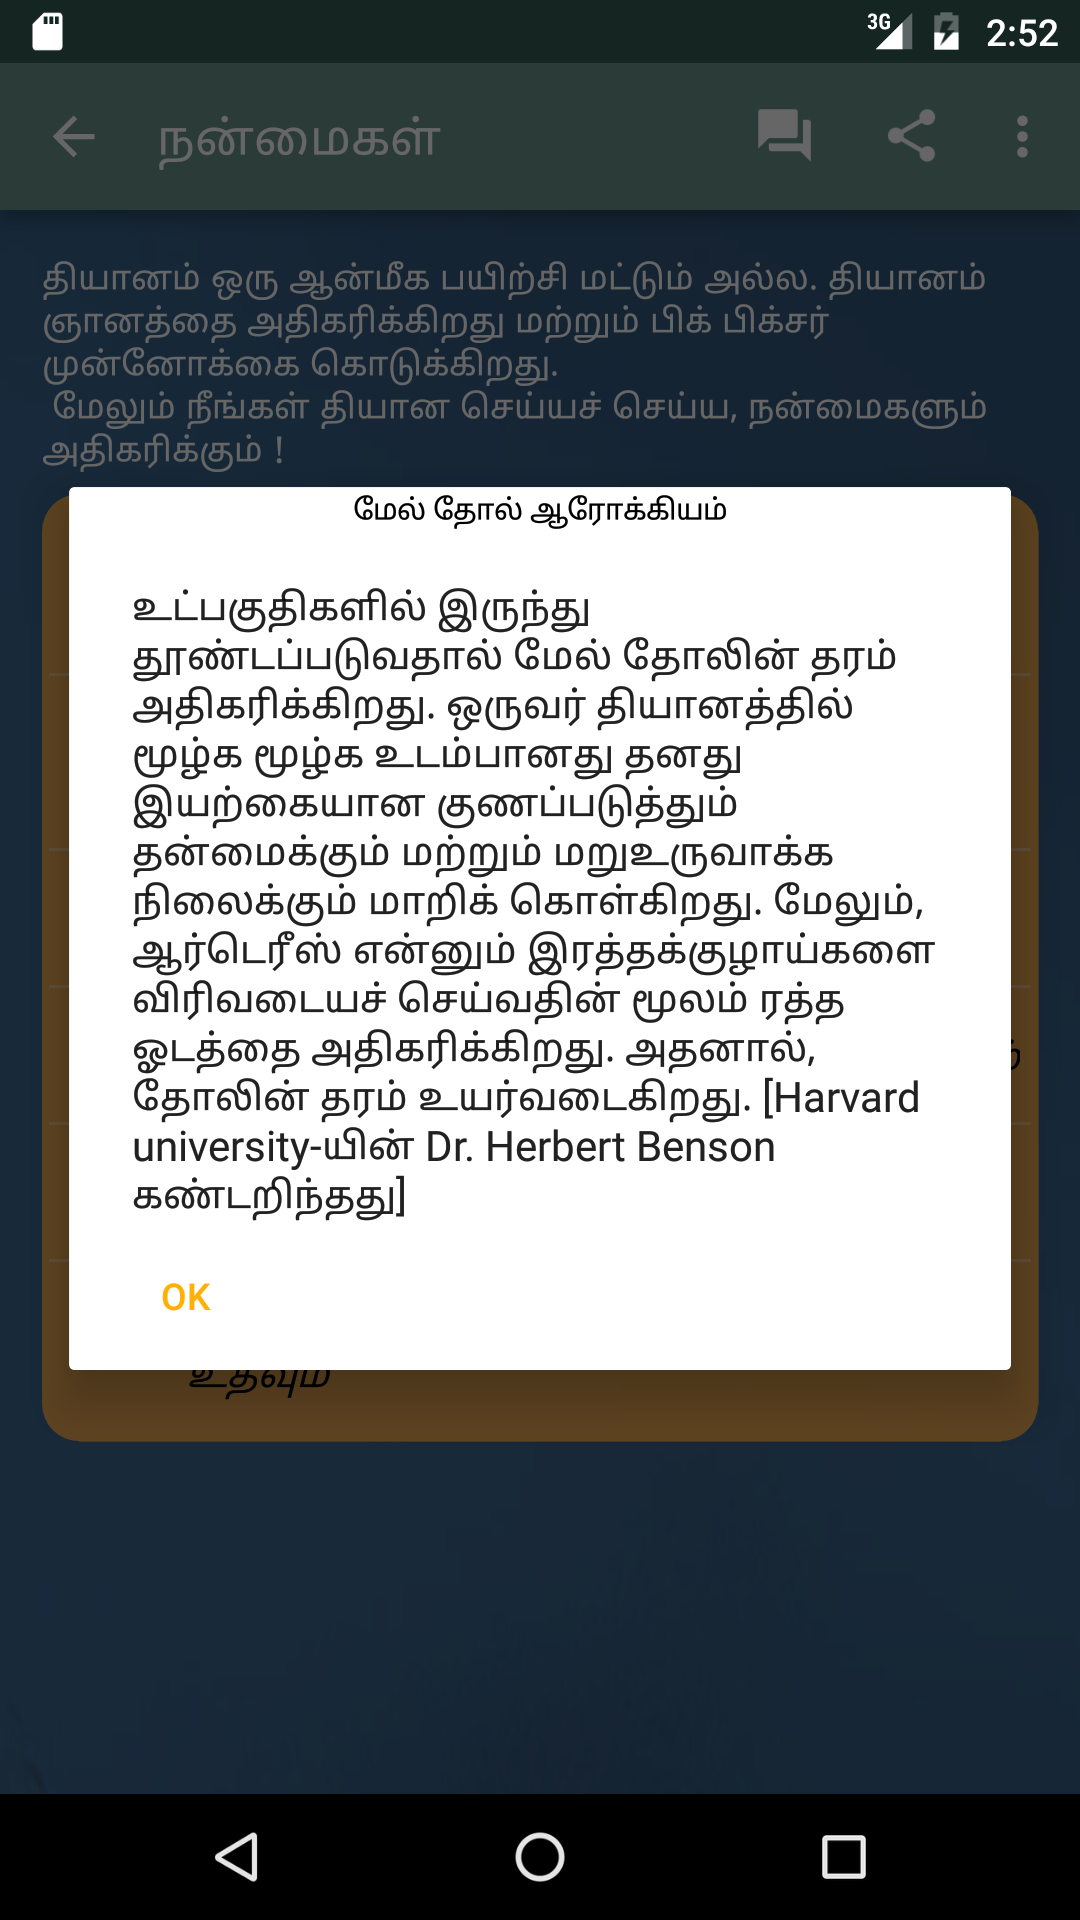 3G 2:52
நன்மைகள்
தியானம் ஒரு ஆன்மீக பயிற்சி மட்டும் அல்ல. தியானம்
ஞானத்தை அதிகரிக்கிறது மற்றும் பிக் பிக்சர்
முன்னோக்கை கொடுக்கிறது.
மேலும் நீங்கள் தியான செய்யச் செய்ய, நன்மைகளும்
அதிகரிக்கும் !
மேல் தோல் ஆரோக்கியம்
உட்பகுதிகளில் இருந்து
தூண்டப்படுவதால் மேல் தோலின் தரம்
அதிகரிக்கிறது. ஒருவர் தியானத்தில்
மூழ்க மூழ்க உடம்பானது தனது
இயற்கையான குணப்படுத்தும்
தன்மைக்கும் மற்றும் மறுஉருவாக்க
நிலைக்கும் மாறிக் கொள்கிறது. மேலும்,
ஆர்டெரீஸ் என்னும் இரத்தக்குழாய்களை
விரிவடையச் செய்வதின் மூலம் ரத்த
ஓடத்தை அதிகரிக்கிறது. அதனால்,
தோலின் தரம் உயர்வடைகிறது. [Harvard
university-யின் Dr. Herbert Benson
கண்டறிந்தது]
OK
உதவும்